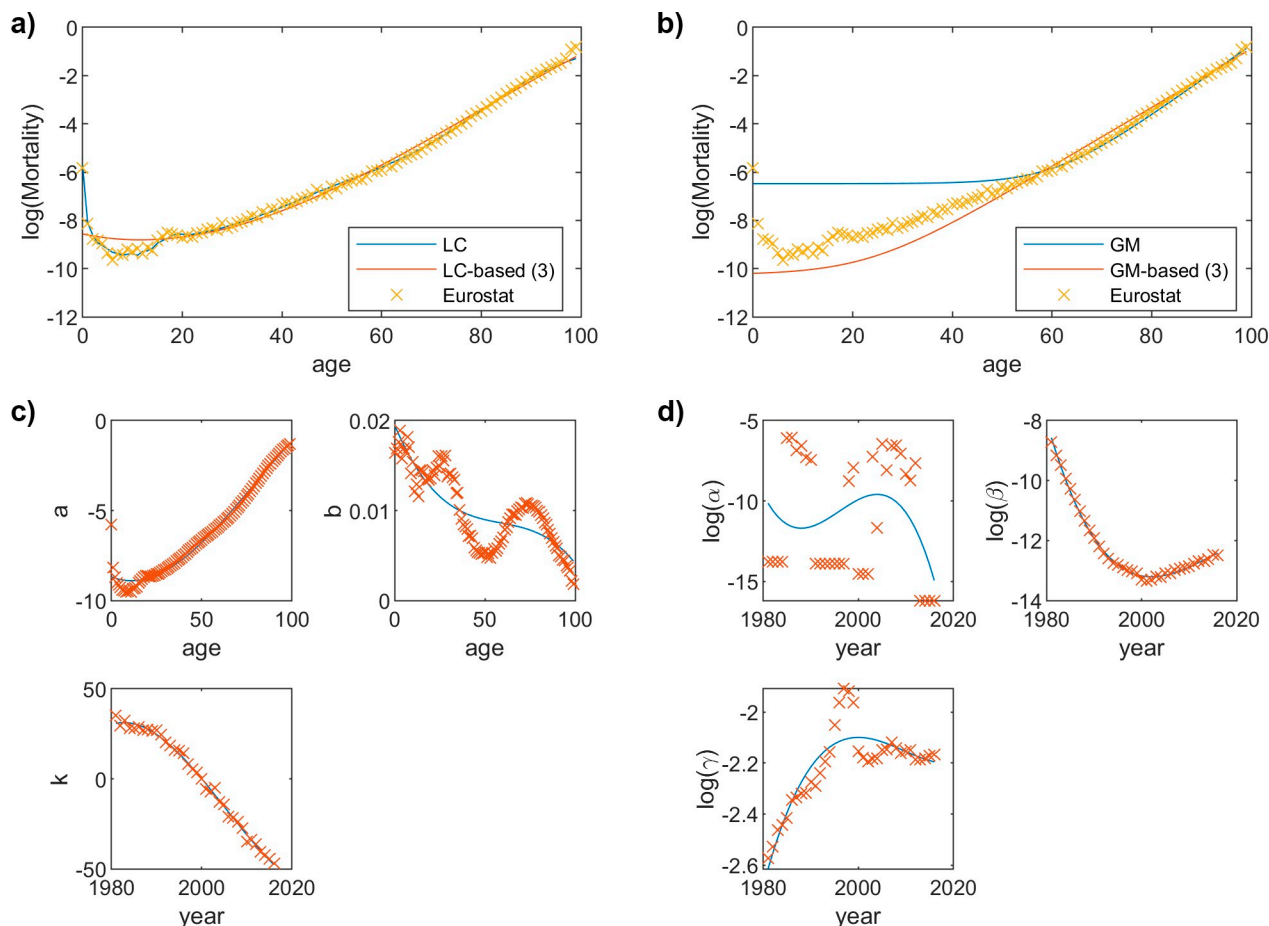 a)
0
-2
-4
-6
-8
-10
-12
log(Mortality)
0 20 40 60 80 100
age
LC
LC-based (3)
Eurostat
b)
0
-2
-4
-6
-8
-10
-12
log(Mortality)
0 20 40 60 80 100
age
GM
GM-based (3)
Eurostat
c)
0
-5
-10
a
0 50 100
age
0.02
0.01
0
b
0 50 100
age
50
0
-50
k
1980 2000 2020
year
d)
-5
-10
-15
log(α)
1980 2000 2020
year
-8
-10
-12
-14
log(β)
1980 2000 2020
year
-2
-2.2
-2.4
-2.6
log(γ)
1980 2000 2020
year